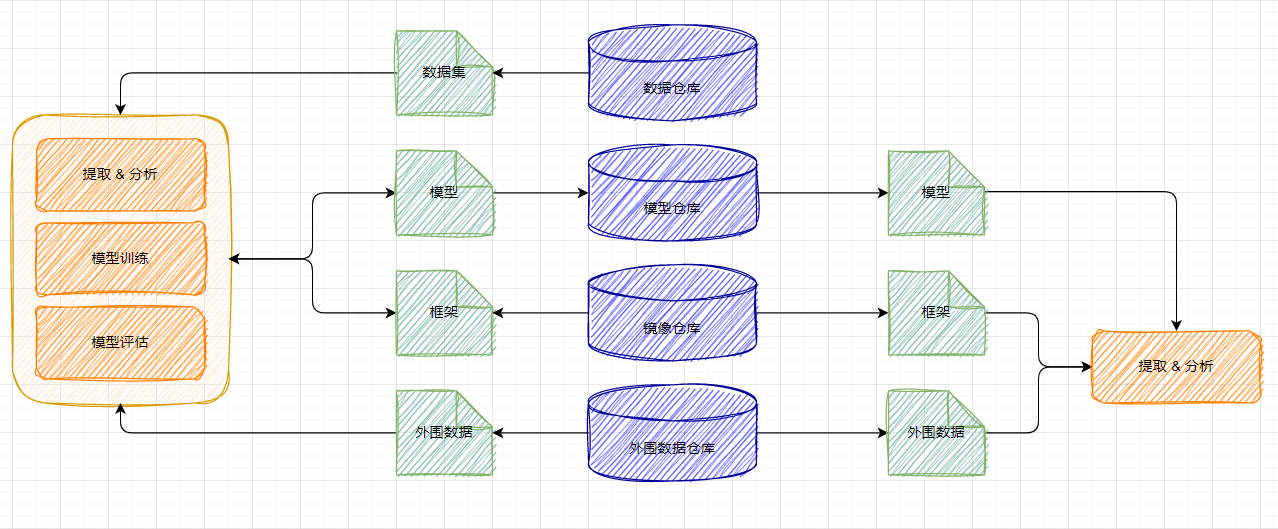 数据集
数据仓库
提取 & 分析
模型训练
模型评估
模型
模型仓库
模型
框架
镜像仓库
框架
提取 & 分析
外围数据
外围数据仓库
外围数据